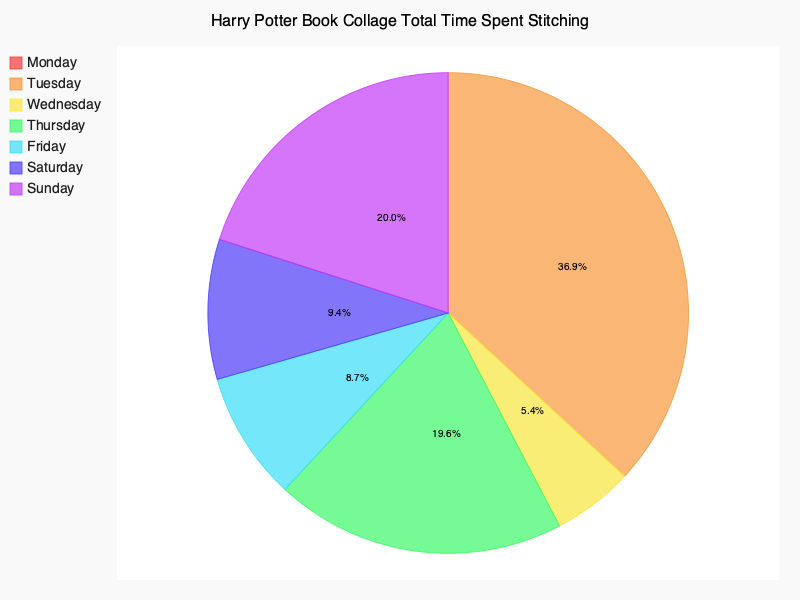 Harry Potter Book Collage Total Time Spent Stitching
Monday
Tuesday
Wednesday
Thursday
Friday
Saturday
Sunday
20.0%
36.9%
9.4%
8.7%
5.4%
19.6%